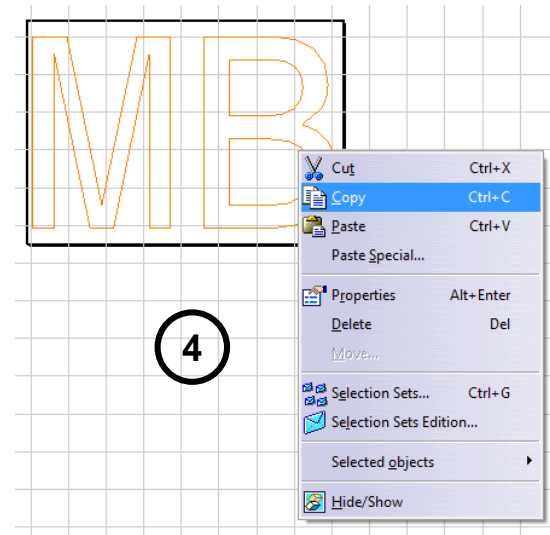 MB
Cut Ctrl+X
Copy Ctrl+C
Paste Ctrl+V
Paste Special...
Properties Alt+Enter
Delete Del
Move...
Selection Sets... Ctrl+G
Selection Sets Edition...
Selected objects
Hide/Show
4